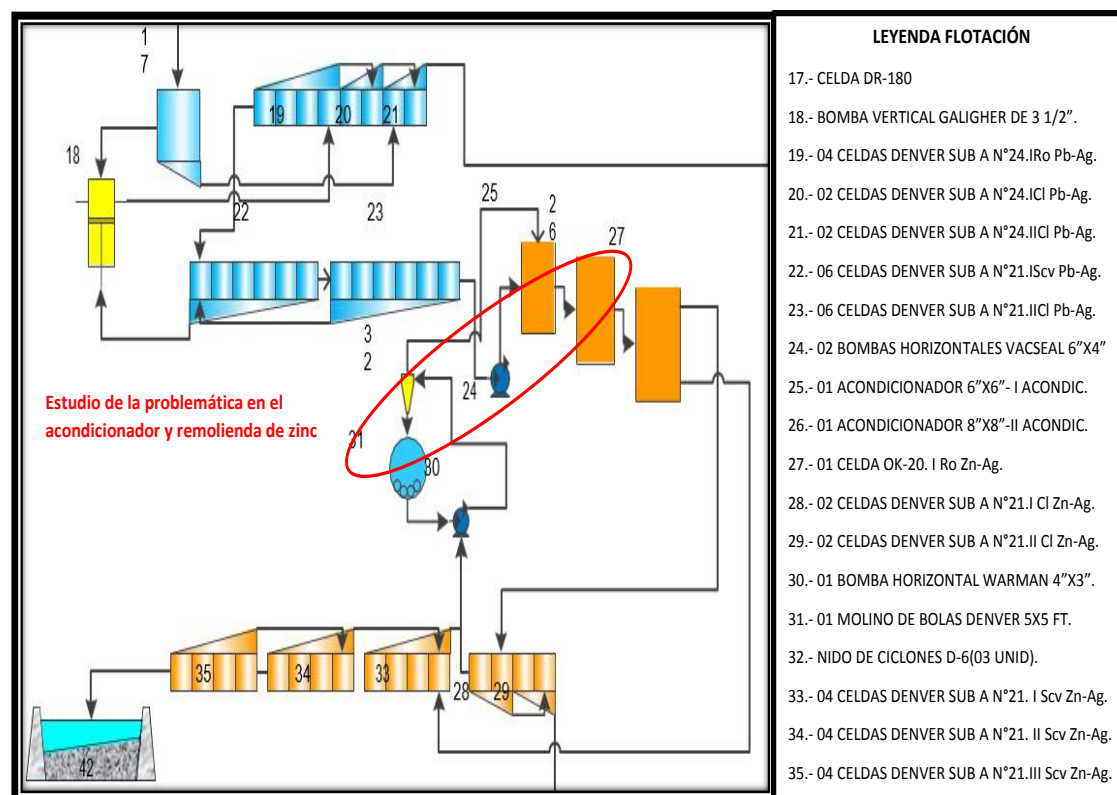 1
7
19
20
21
18
22
23
25
2
6
27
3
2
24
Estudio de la problemática en el
acondicionador y remolienda de zinc
31
30
35
34
33
28
29
42
LEYENDA FLOTACIÓN
17.- CELDA DR-180
18.- BOMBA VERTICAL GALIGHER DE 3 1/2”.
19.- 04 CELDAS DENVER SUB A N°24.IRo Pb-Ag.
20.- 02 CELDAS DENVER SUB A N°24.ICl Pb-Ag.
21.- 02 CELDAS DENVER SUB A N°24.IICl Pb-Ag.
22.- 06 CELDAS DENVER SUB A N°21.IScv Pb-Ag.
23.- 06 CELDAS DENVER SUB A N°21.IICl Pb-Ag.
24.- 02 BOMBAS HORIZONTALES VACSEAL 6”X4”
25.- 01 ACONDICIONADOR 6”X6”- I ACONDIC.
26.- 01 ACONDICIONADOR 8”X8”-II ACONDIC.
27.- 01 CELDA OK-20. I Ro Zn-Ag.
28.- 02 CELDAS DENVER SUB A N°21.I Cl Zn-Ag.
29.- 02 CELDAS DENVER SUB A N°21.II Cl Zn-Ag.
30.- 01 BOMBA HORIZONTAL WARMAN 4”X3”.
31.- 01 MOLINO DE BOLAS DENVER 5X5 FT.
32.- NIDO DE CICLONES D-6(03 UNID).
33.- 04 CELDAS DENVER SUB A N°21. I Scv Zn-Ag.
34.- 04 CELDAS DENVER SUB A N°21. II Scv Zn-Ag.
35.- 04 CELDAS DENVER SUB A N°21.III Scv Zn-Ag.